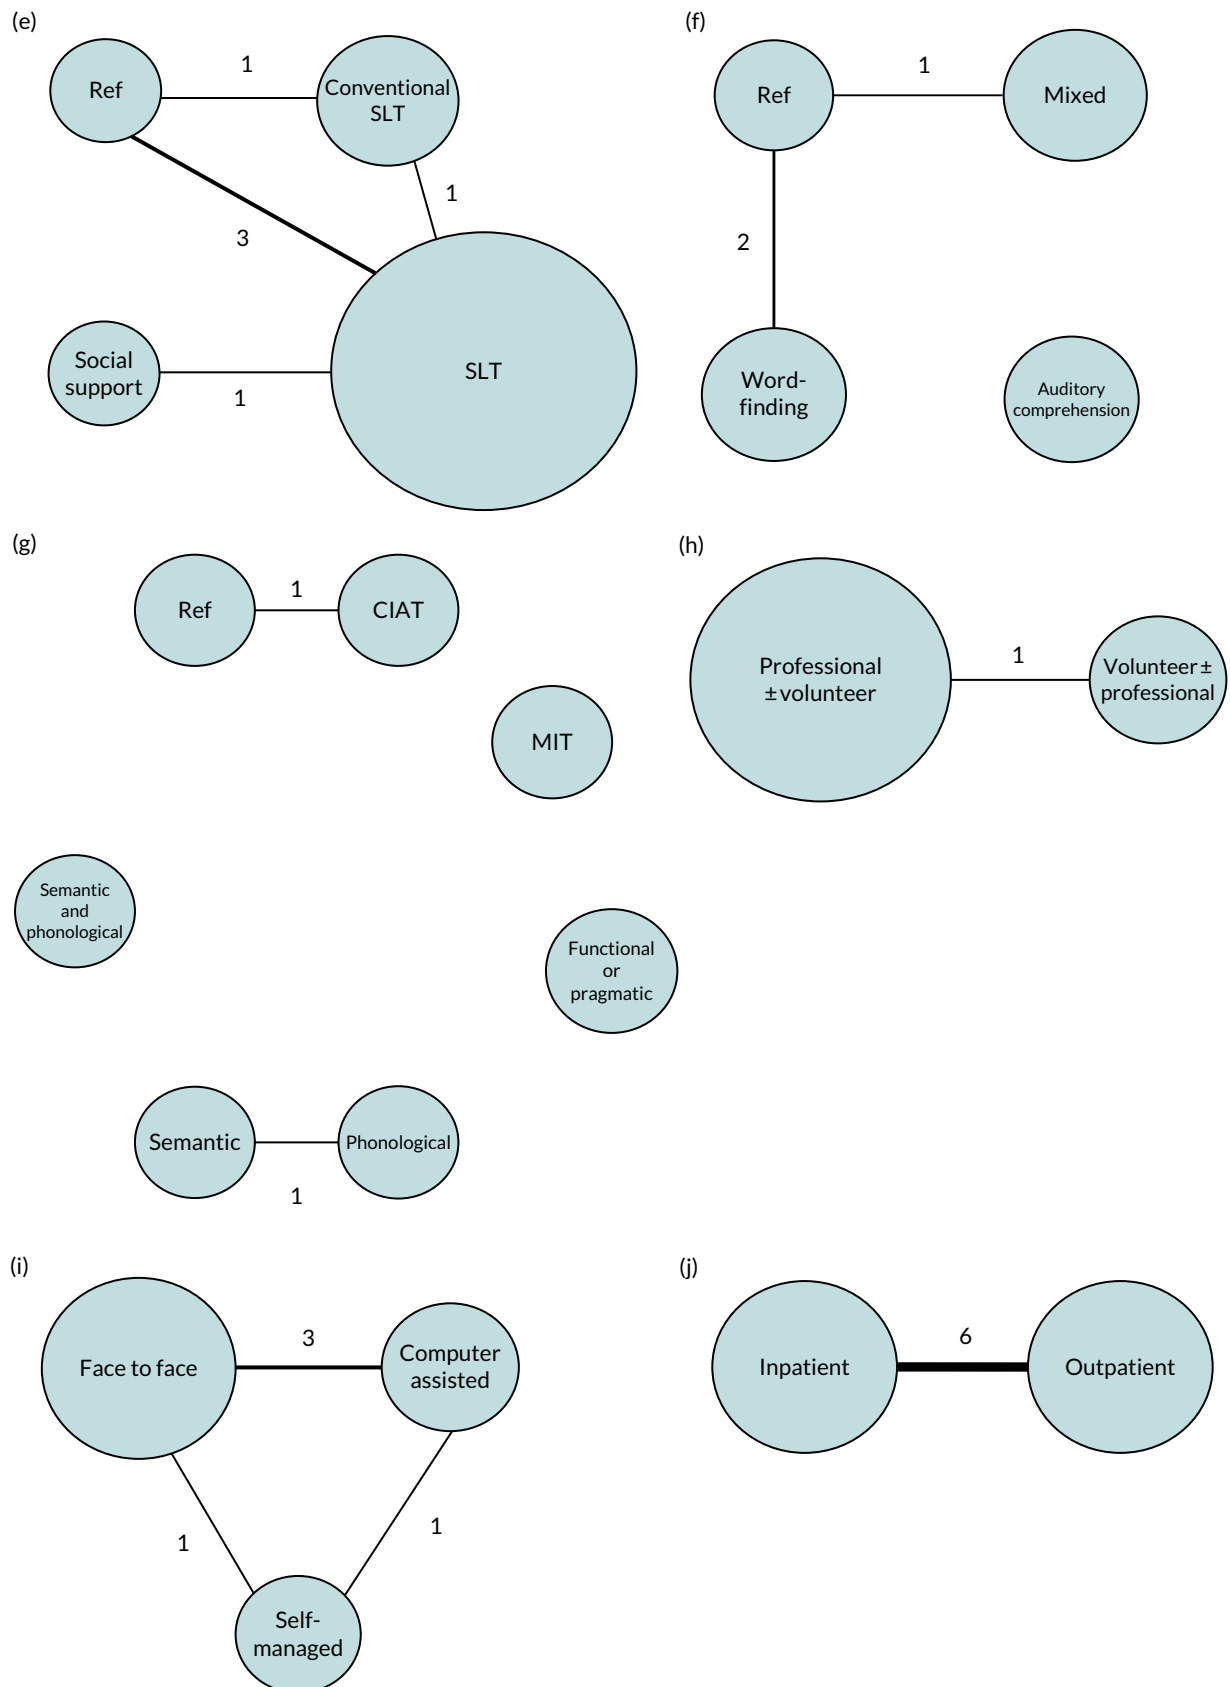 (e)
Ref
1
Conventional
SLT
1
3
Social
support
1
SLT
(f)
Ref
1
Mixed
2
Word-
finding
Auditory
comprehension
(g)
Ref
1
CIAT
MIT
Semantic
and
phonological
Functional
or
pragmatic
Semantic
1
Phonological
(h)
Professional
±volunteer
1
Volunteer±
professional
(i)
Face to face
3
Computer
assisted
1
1
Self-
managed
(j)
Inpatient
6
Outpatient